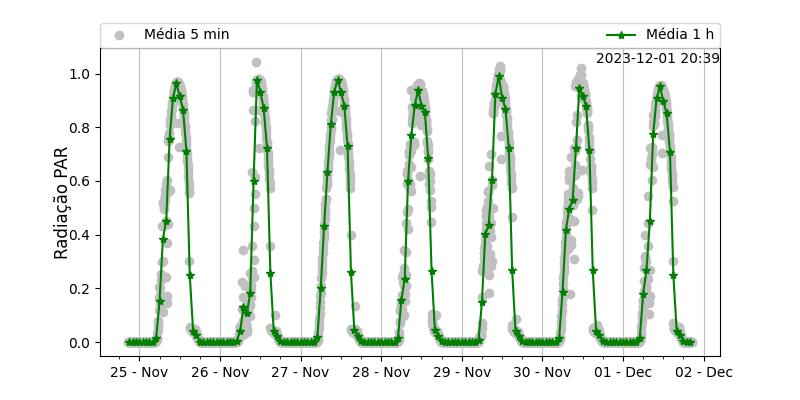 Média 5 min
Média 1 h
2023-12-01 20:39
1.0
0.8
0.6
0.4
0.2
0.0
Radiação PAR
25 - Nov
26 - Nov
27 - Nov
28 - Nov
29 - Nov
30 - Nov
01 - Dec
02 - Dec